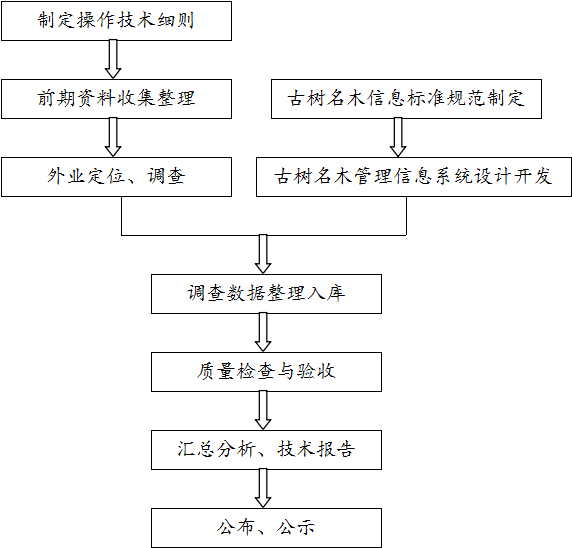 制定操作技术细则
前期资料收集整理
古树名木信息标准规范制定
外业定位、调查
古树名木管理信息系统设计开发
调查数据整理入库
质量检查与验收
汇总分析、技术报告
公布、公示